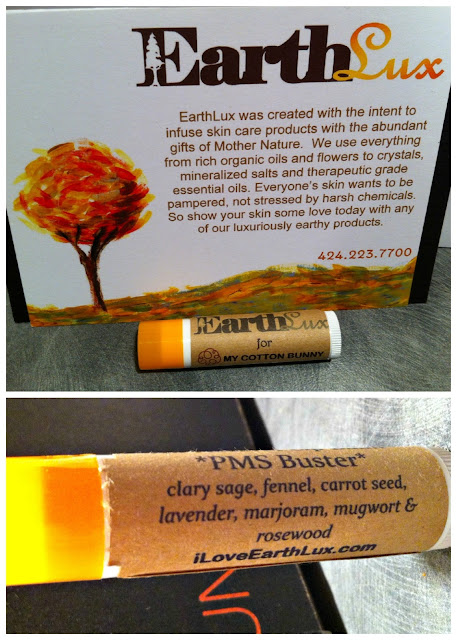 EarthLux
EarthLux was created with the intent to
infuse skin care products with the abundant
gifts of Mother Nature.  We use everything
from rich organic oils and flowers to crystals,
mineralized salts and therapeutic grade
essential oils. Everyone's skin wants to be
pampered, not stressed by harsh chemicals.
So show your skin some love today with any
of our luxuriously earthy products.
424.223.7700
EarthLux
for
MY COTTON BUNNY
*PMS Buster*
clary sage, fennel, carrot seed,
lavender, marjoram, mugwort &
rosewood
iLoveEarthLux.com